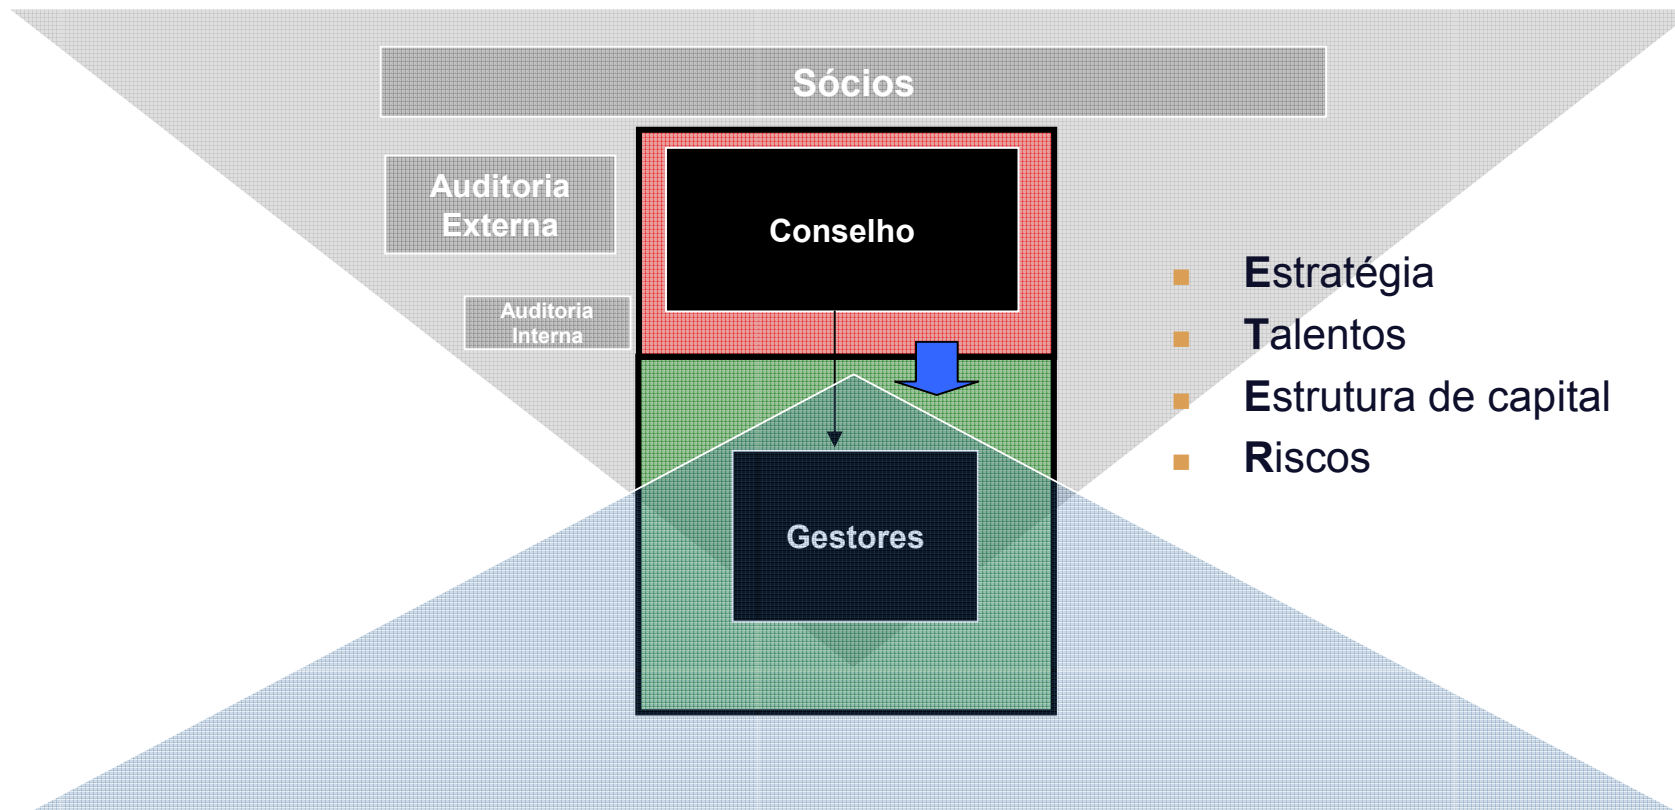 Sócios
Auditoria
Externa
Conselho
Auditoria
Interna
Estratégia
Talentos
Estrutura de capital
Riscos
Gestores